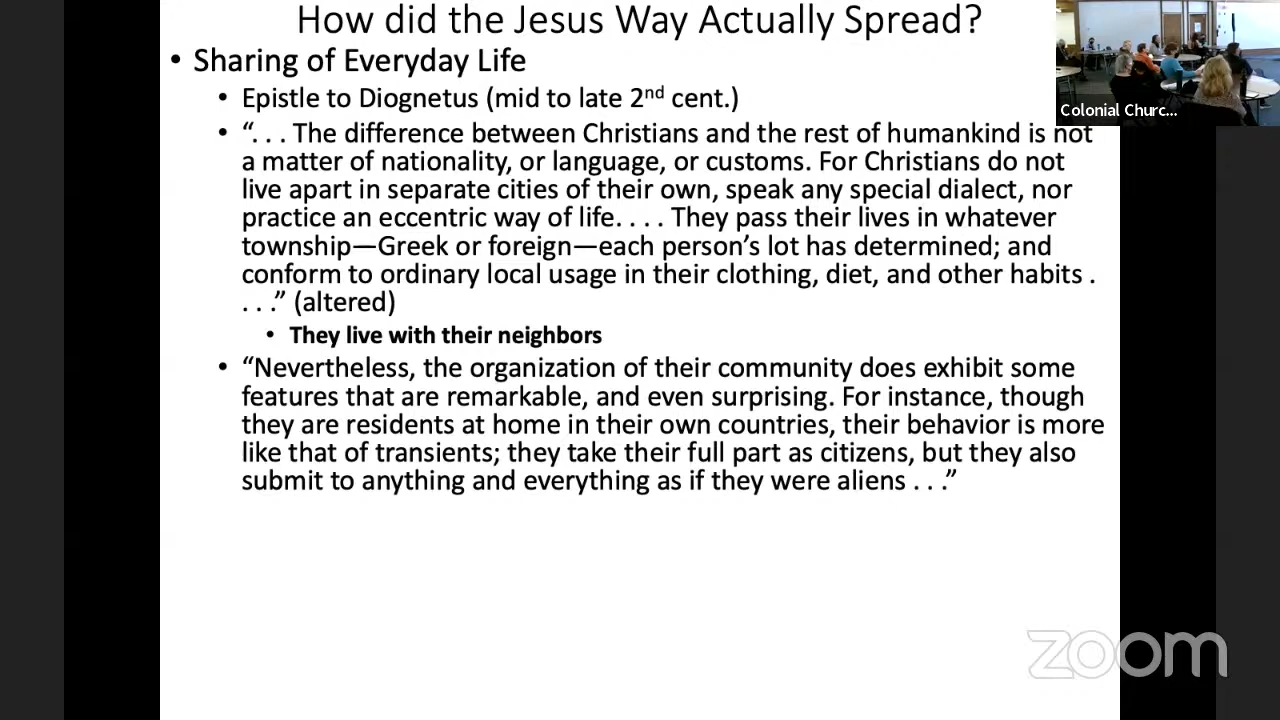 How did the Jesus Way Actually Spread?
• Sharing of Everyday Life
• Epistle to Diognetus (mid to late 2nd cent.)
• “. . . The difference between Christians and the rest of humankind is not
a matter of nationality, or language, or customs. For Christians do not
live apart in separate cities of their own, speak any special dialect, nor
practice an eccentric way of life. . . . They pass their lives in whatever
township—Greek or foreign—each person’s lot has determined; and
conform to ordinary local usage in their clothing, diet, and other habits .
. . .” (altered)
• They live with their neighbors
• “Nevertheless, the organization of their community does exhibit some
features that are remarkable, and even surprising. For instance, though
they are residents at home in their own countries, their behavior is more
like that of transients; they take their full part as citizens, but they also
submit to anything and everything as if they were aliens . . .”
Colonial Churc...
zoom